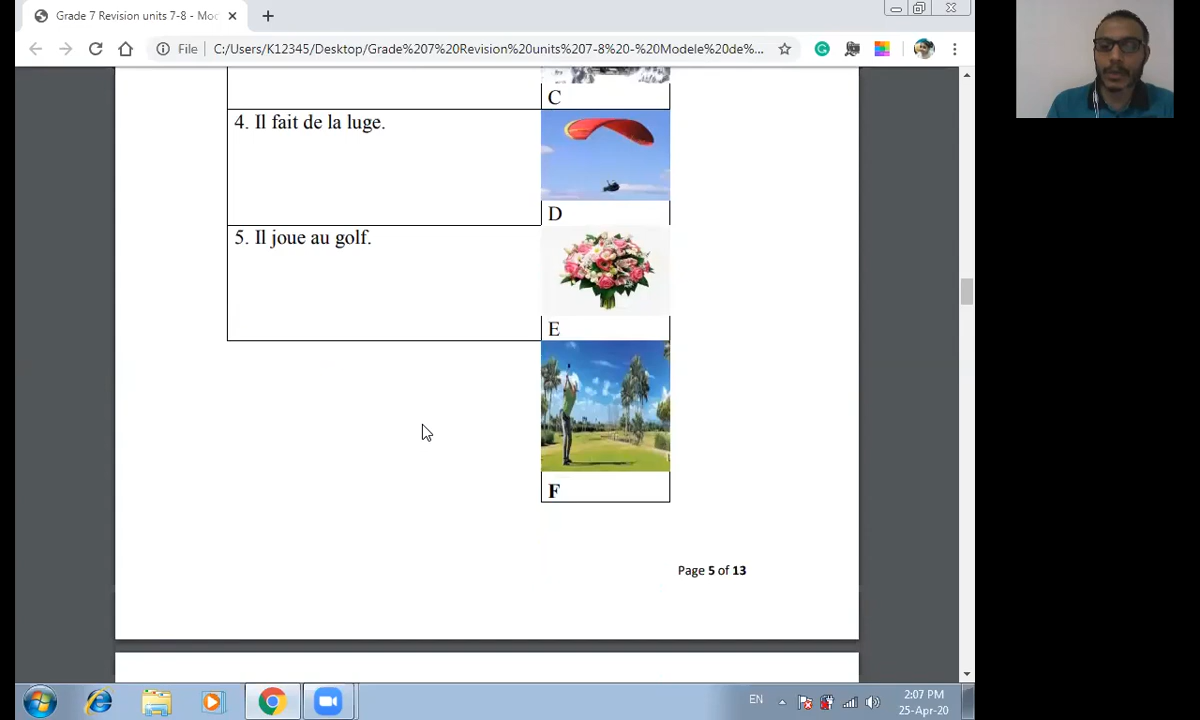 Grade 7 Revision units 7-8 - Moc
File
C:/Users/K12345/Desktop/Grade%207%20Revision%20units%207-8%20-%20Modele%20de%...
C
4. Il fait de la luge.
D
5. Il joue au golf.
E
F
Page 5 of 13
EN
2:07 PM
25-Apr-20